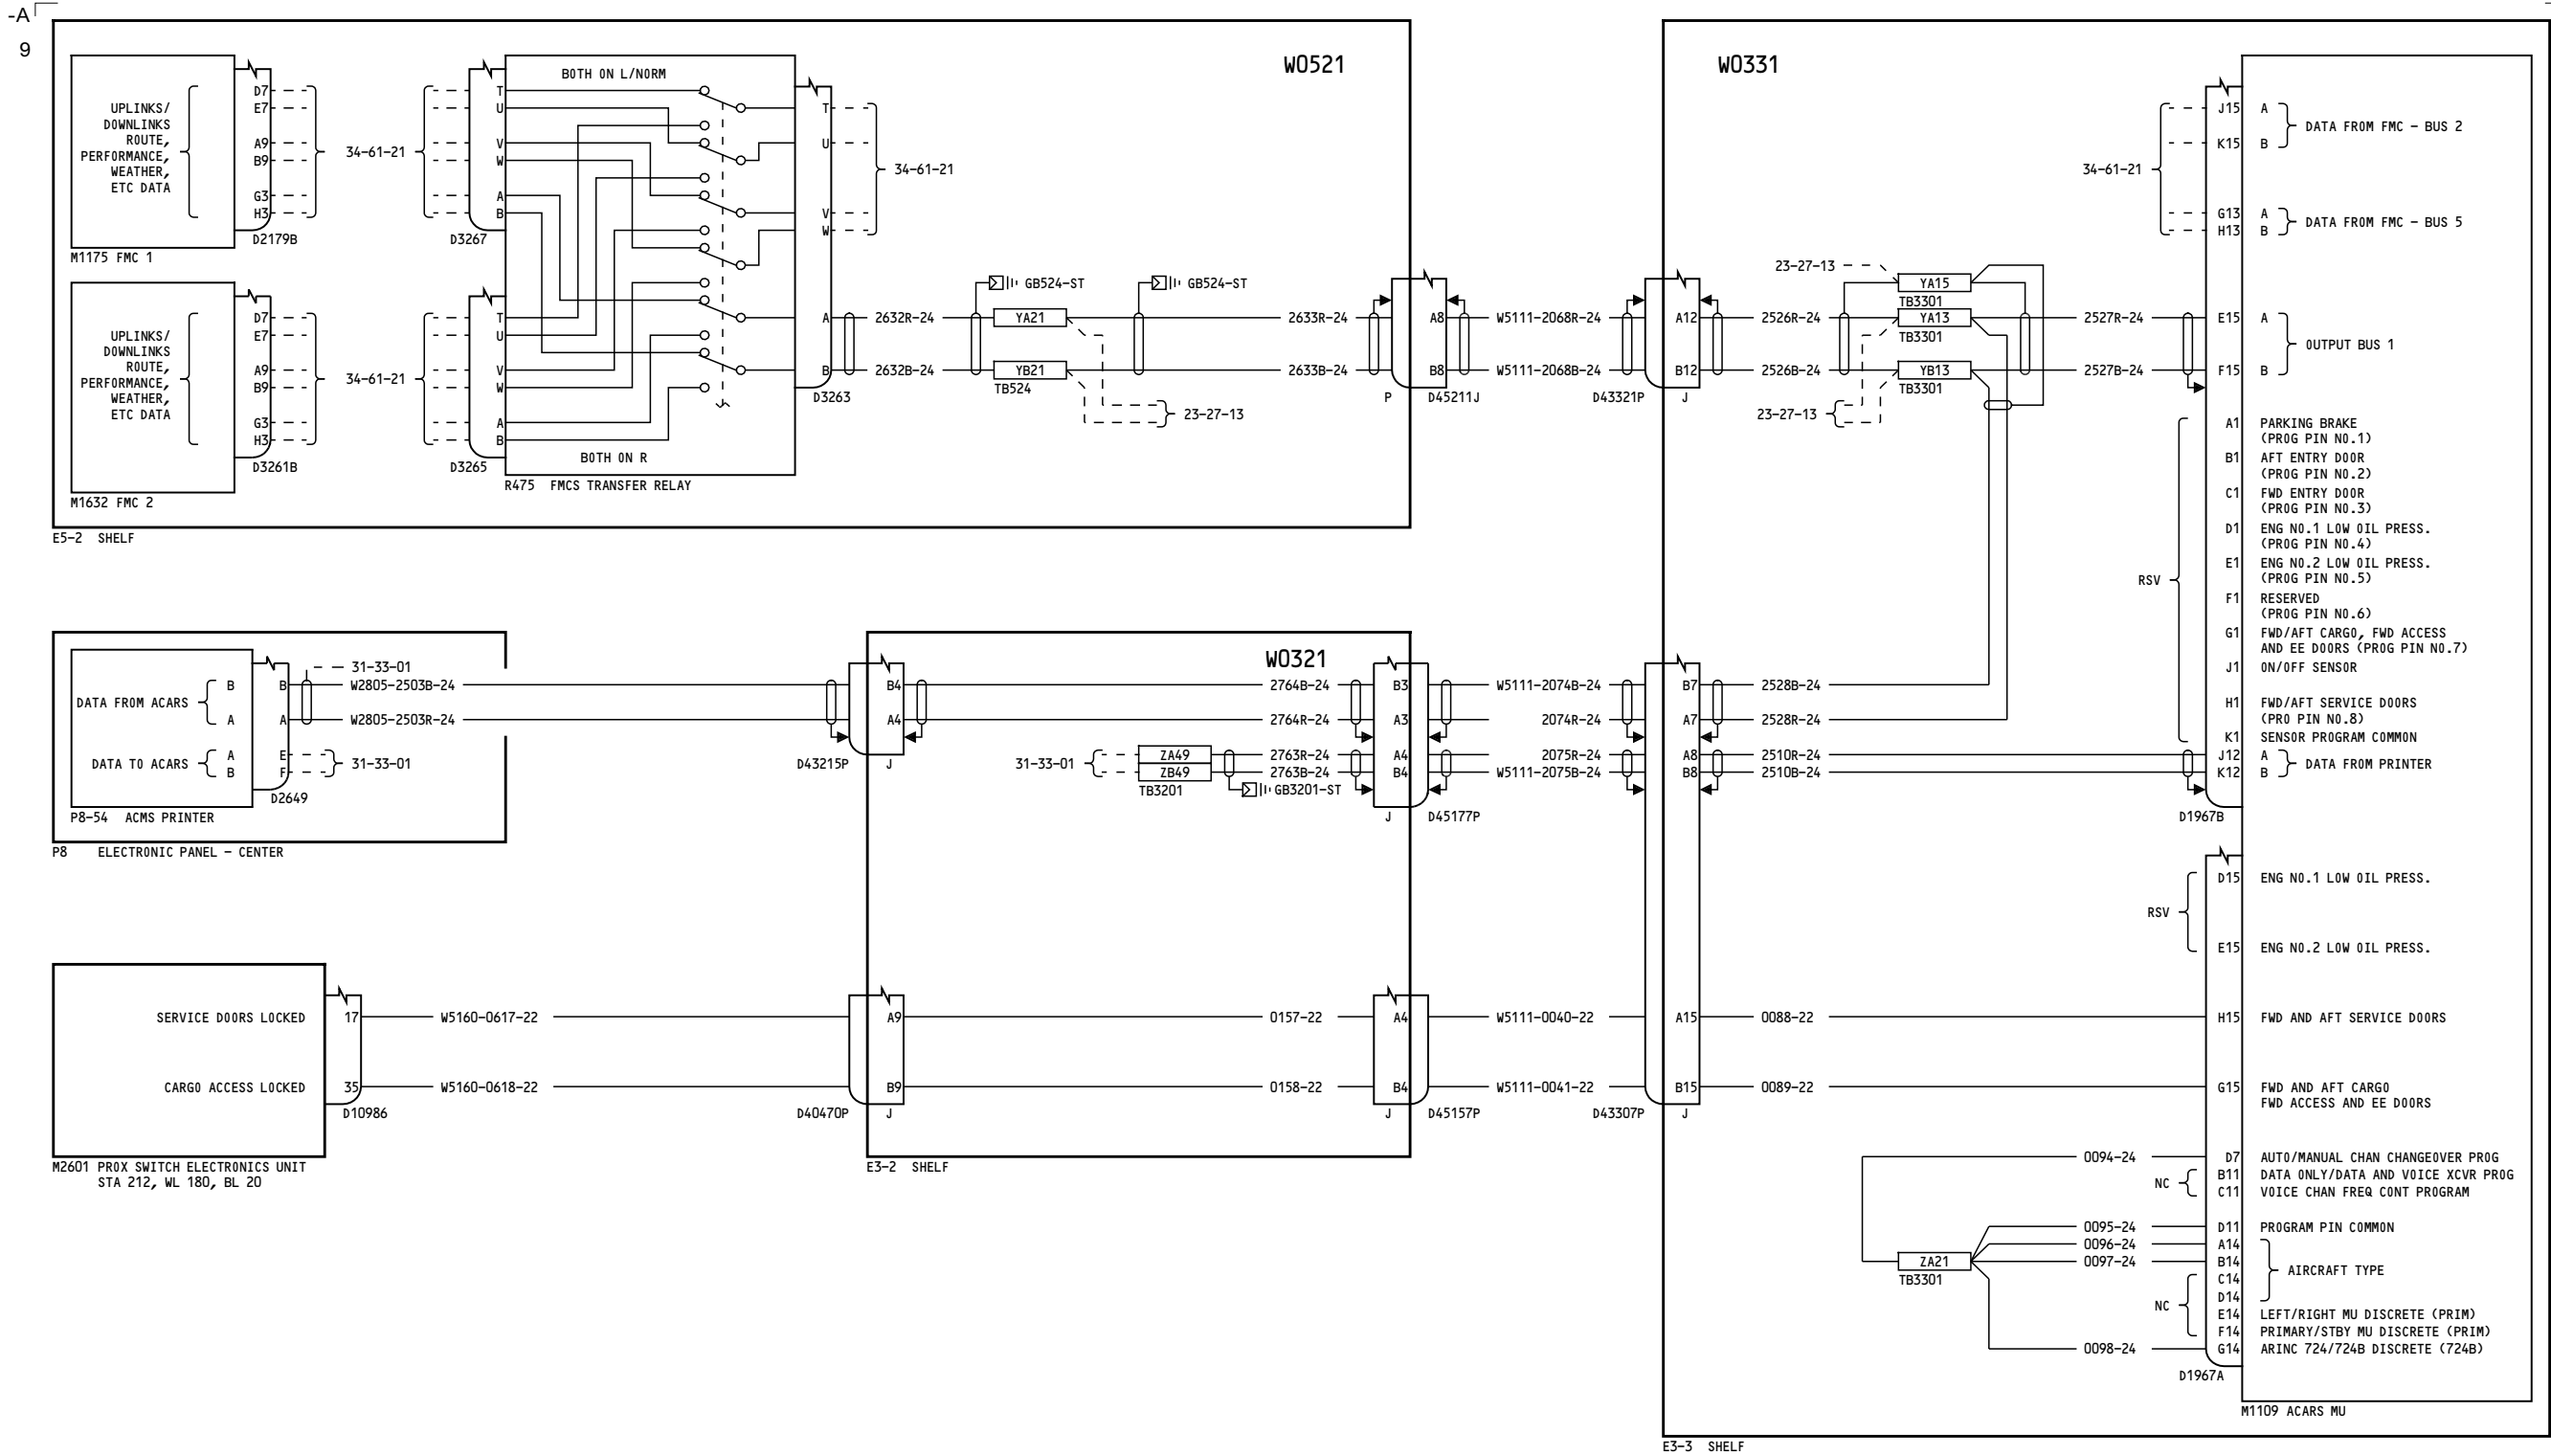 -A
9
W0521
BOTH ON L/NORM
UPLINKS/
DOWNLINKS
ROUTE,
PERFORMANCE,
WEATHER,
ETC DATA
D7
E7
A9
B9
G3
H3
D2179B
M1175 FMC 1
34-61-21
T
U
V
W
A
B
D3267
T
U
V
W
34-61-21
UPLINKS/
DOWNLINKS
ROUTE,
PERFORMANCE,
WEATHER,
ETC DATA
D7
E7
A9
B9
G3
H3
D3261B
M1632 FMC 2
34-61-21
T
U
V
W
A
B
D3265
BOTH ON R
R475 FMCS TRANSFER RELAY
A
B
D3263
2632R-24
2632B-24
GB524-ST
YA21
YB21
TB524
GB524-ST
23-27-13
2633R-24
2633B-24
P
A8
B8
D45211J
W5111-2068R-24
W5111-2068B-24
E5-2 SHELF
W0331
D43321P
A12
B12
J
2526R-24
2526B-24
23-27-13
YA15
TB3301
YA13
TB3301
YB13
TB3301
23-27-13
2527R-24
2527B-24
34-61-21
J15 A
K15 B
DATA FROM FMC - BUS 2
G13 A
H13 B
DATA FROM FMC - BUS 5
E15 A
F15 B
OUTPUT BUS 1
RSV
A1 PARKING BRAKE
(PROG PIN NO.1)
B1 AFT ENTRY DOOR
(PROG PIN NO.2)
C1 FWD ENTRY DOOR
(PROG PIN NO.3)
D1 ENG NO.1 LOW OIL PRESS.
(PROG PIN NO.4)
E1 ENG NO.2 LOW OIL PRESS.
(PROG PIN NO.5)
F1 RESERVED
(PROG PIN NO.6)
G1 FWD/AFT CARGO, FWD ACCESS
AND EE DOORS (PROG PIN NO.7)
J1 ON/OFF SENSOR
H1 FWD/AFT SERVICE DOORS
(PRO PIN NO.8)
K1 SENSOR PROGRAM COMMON
J12 A
K12 B
DATA FROM PRINTER
D1967B
DATA FROM ACARS
B B
A A
DATA TO ACARS
A E
B F
31-33-01
W2805-2503B-24
W2805-2503R-24
31-33-01
D2649
P8-54 ACMS PRINTER
P8 ELECTRONIC PANEL - CENTER
W0321
B4
A4
D43215P
J
2764B-24
2764R-24
31-33-01
ZA49
ZB49
TB3201
2763R-24
2763B-24
GB3201-ST
B3
A3
A4
B4
J
D45177P
W5111-2074B-24
2074R-24
2075R-24
W5111-2075B-24
B7
A7
A8
B8
2528B-24
2528R-24
2510R-24
2510B-24
SERVICE DOORS LOCKED 17
CARGO ACCESS LOCKED 35
D10986
M2601 PROX SWITCH ELECTRONICS UNIT
STA 212, WL 180, BL 20
W5160-0617-22
W5160-0618-22
A9
B9
D40470P
J
0157-22
0158-22
A4
B4
J
D45157P
E3-2 SHELF
W5111-0040-22
W5111-0041-22
A15
B15
D43307P
J
0088-22
0089-22
RSV
D15 ENG NO.1 LOW OIL PRESS.
E15 ENG NO.2 LOW OIL PRESS.
H15 FWD AND AFT SERVICE DOORS
G15 FWD AND AFT CARGO
FWD ACCESS AND EE DOORS
0094-24
D7 AUTO/MANUAL CHAN CHANGEOVER PROG
NC
B11 DATA ONLY/DATA AND VOICE XCVR PROG
C11 VOICE CHAN FREQ CONT PROGRAM
0095-24
D11 PROGRAM PIN COMMON
0096-24
A14
0097-24
B14
ZA21
TB3301
AIRCRAFT TYPE
C14
D14
NC
E14 LEFT/RIGHT MU DISCRETE (PRIM)
F14 PRIMARY/STBY MU DISCRETE (PRIM)
0098-24
G14 ARINC 724/724B DISCRETE (724B)
D1967A
M1109 ACARS MU
E3-3 SHELF